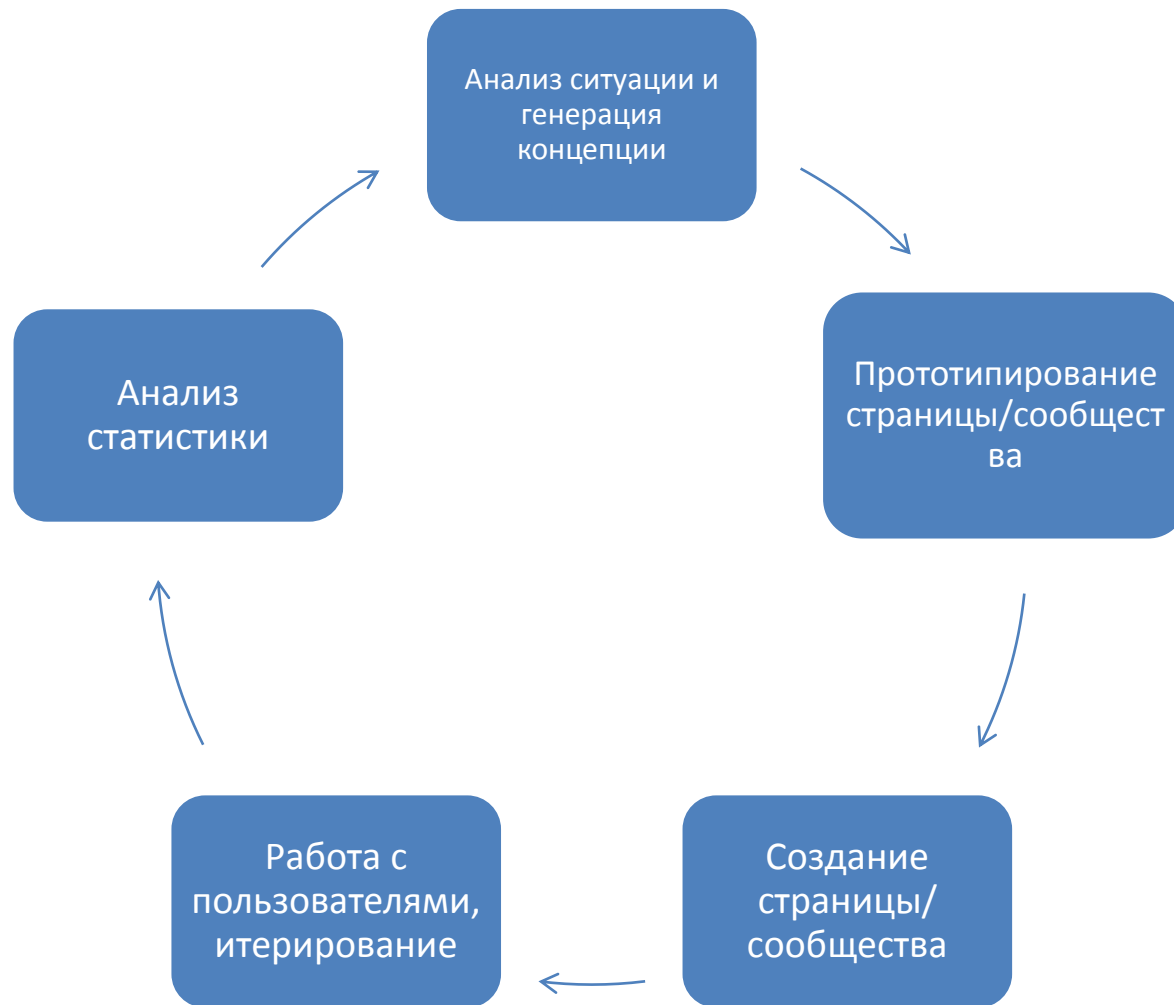 Анализ ситуации и
генерация
концепции
Прототипирование
страницы/сообщест
ва
Создание
страницы/
сообщества
Работа с
пользователями,
итерирование
Анализ
статистики